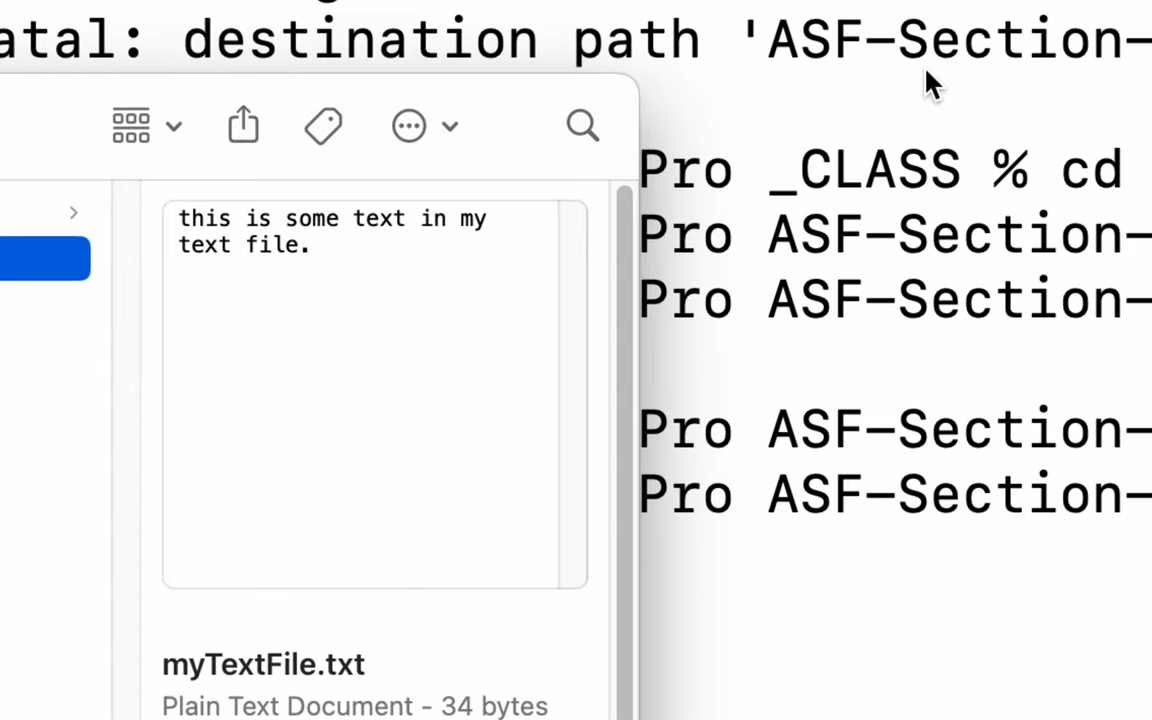 atal: destination path 'ASF-Section-
Pro _CLASS % cd
this is some text in my
text file.
Pro ASF-Section-
Pro ASF-Section-
Pro ASF-Section-
Pro ASF-Section-
myTextFile.txt
Plain Text Document - 34 bytes